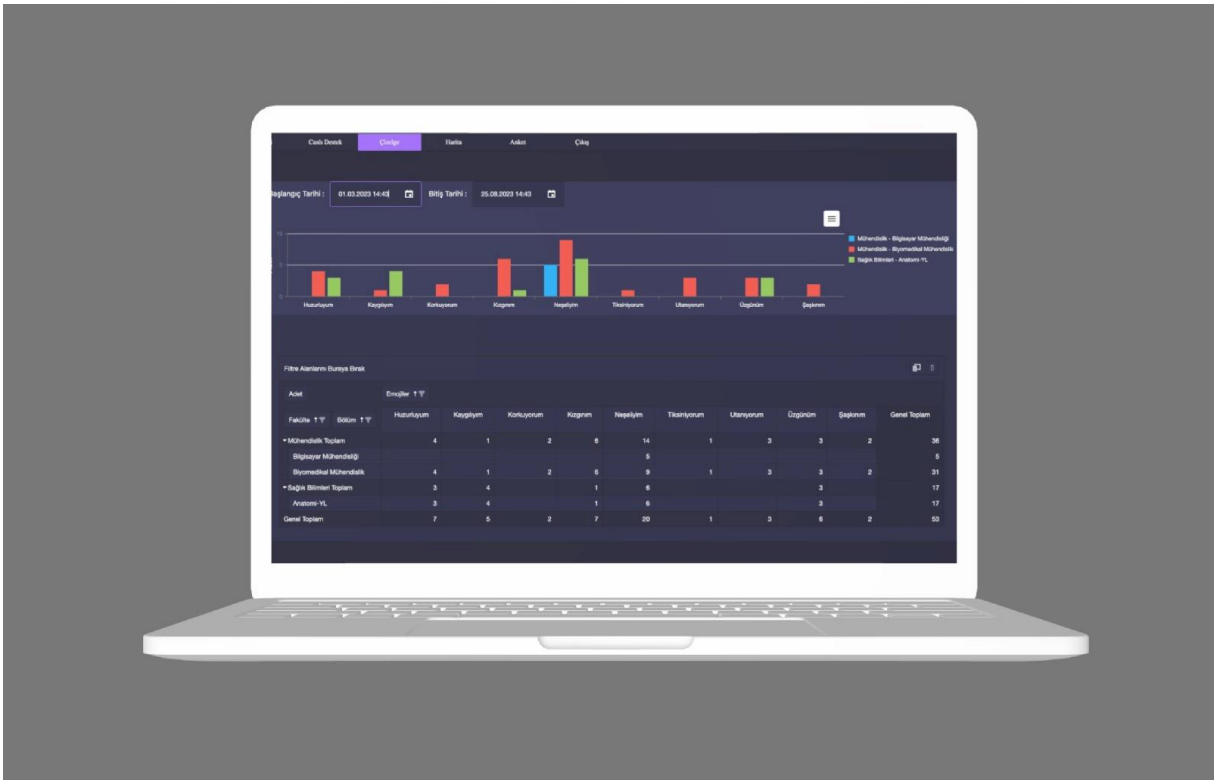 Canlı Destek Çizelge Harita Anket Çıkış
aşlangıç Tarihi : 01.03.2023 14:43 Bitiş Tarihi : 25.08.2023 14:43
10
5
0
Mühendislik - Bilgisayar Mühendisliği
Mühendislik - Biyomedikal Mühendislik
Sağlık Bilimleri - Anatomi-YL
Huzurluyum Kaygılıyım Korkuyorum Kızgınım Neşeliyim Tiksiniyorum Utanıyorum Üzgünüm Şaşkınım
Filtre Alanlarını Buraya Bırak
Adet Emojiler
Fakülte Bölüm Huzurluyum Kaygılıyım Korkuyorum Kızgınım Neşeliyim Tiksiniyorum Utanıyorum Üzgünüm Şaşkınım Genel Toplam
Mühendislik Toplam 4 1 2 6 14 1 3 3 2 36
Bilgisayar Mühendisliği 5 5
Biyomedikal Mühendislik 4 1 2 6 9 1 3 3 2 31
Sağlık Bilimleri Toplam 3 4 1 6 3 17
Anatomi-YL 3 4 1 6 3 17
Genel Toplam 7 5 2 7 20 1 3 6 2 53